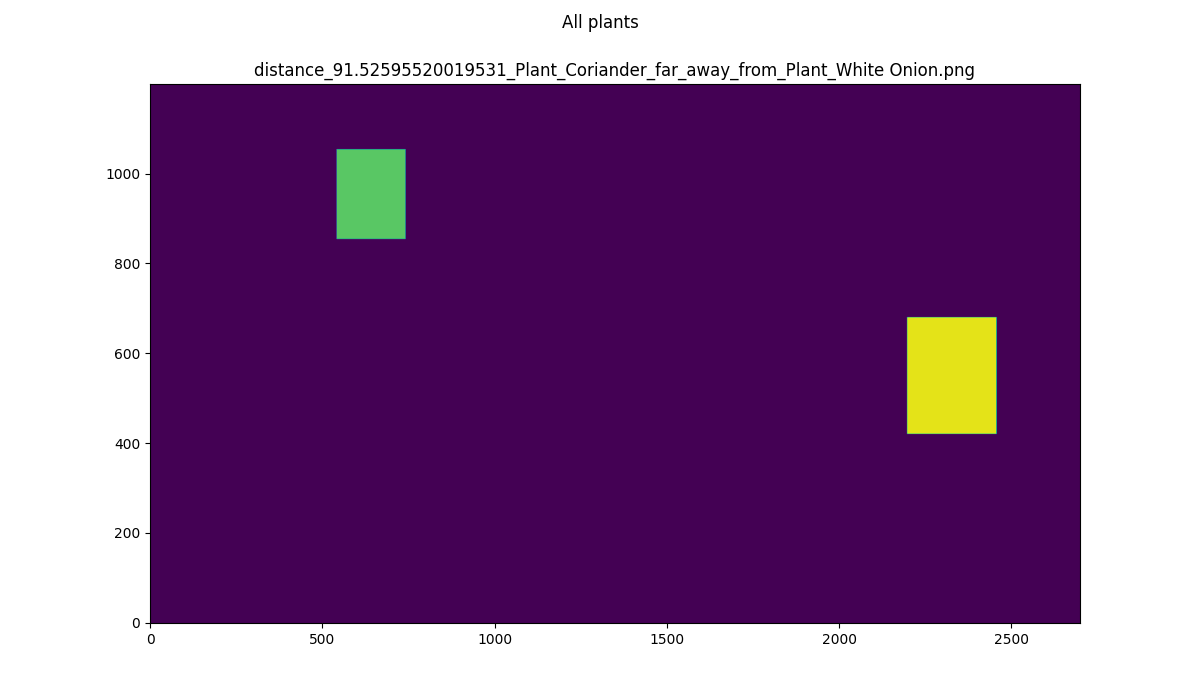 All plants
distance_91.52595520019531_Plant_Coriander_far_away_from_Plant_White Onion.png
1000
800
600
400
200
0
0 500 1000 1500 2000 2500